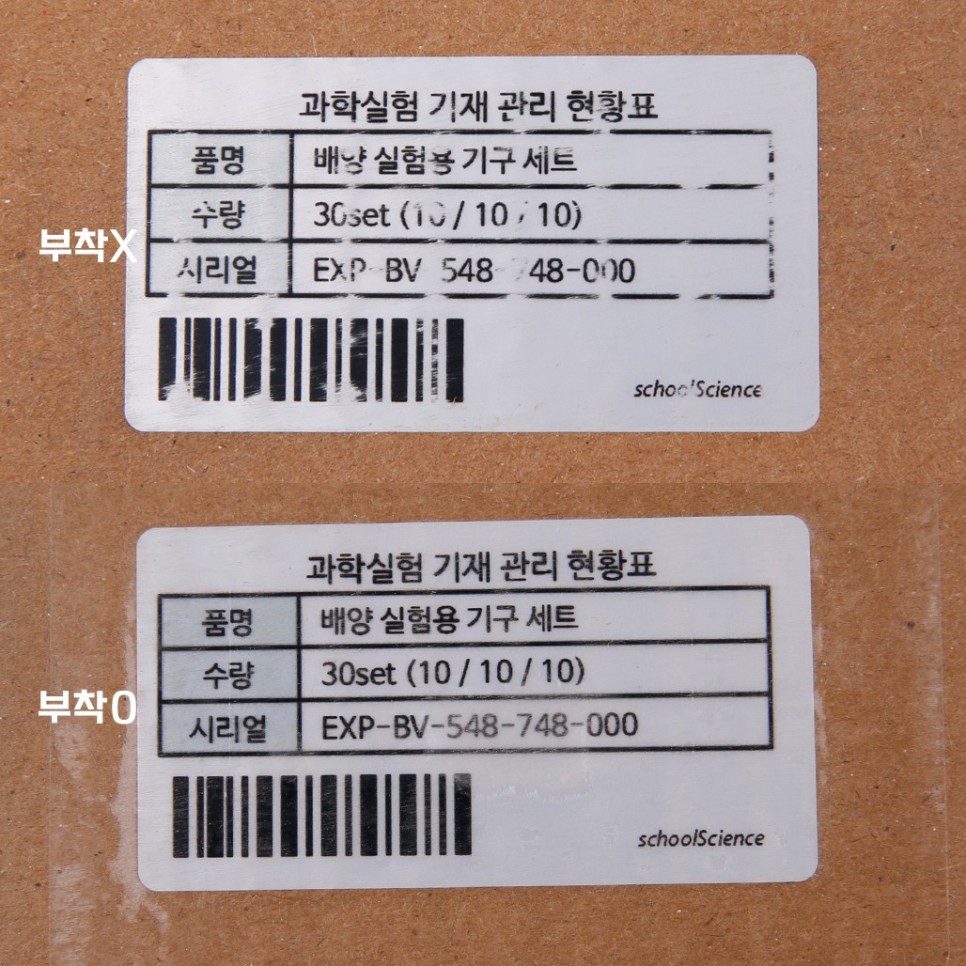 과학실험 기재 관리 현황표
품명 배양 실험용 기구 세트
수량 30set (10 / 10 / 10)
부착X
시리얼 EXP-BV-548-748-000
schoolScience
과학실험 기재 관리 현황표
품명 배양 실험용 기구 세트
수량 30set (10 / 10 / 10)
부착O
시리얼 EXP-BV-548-748-000
schoolScience